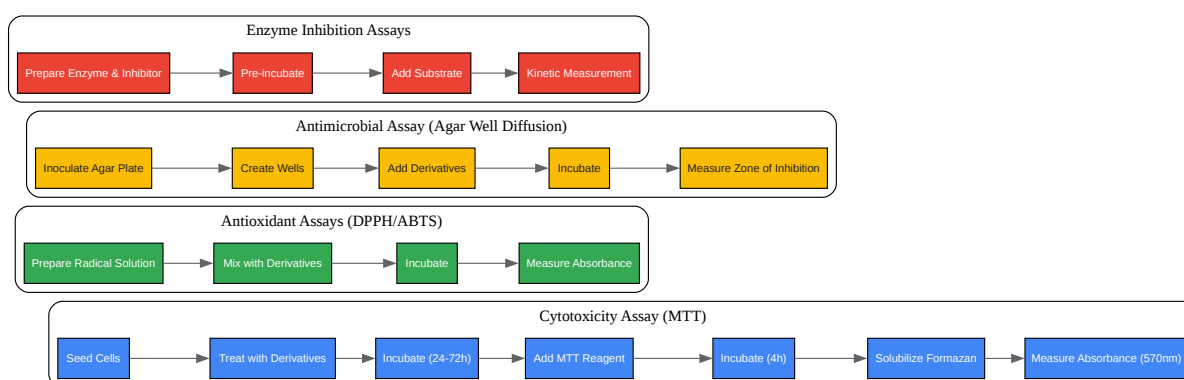 Enzyme Inhibition Assays
Prepare Enzyme & Inhibitor
Pre-incubate
Add Substrate
Kinetic Measurement
Antimicrobial Assay (Agar Well Diffusion)
Inoculate Agar Plate
Create Wells
Add Derivatives
Incubate
Measure Zone of Inhibition
Antioxidant Assays (DPPH/ABTS)
Prepare Radical Solution
Mix with Derivatives
Incubate
Measure Absorbance
Cytotoxicity Assay (MTT)
Seed Cells
Treat with Derivatives
Incubate (24-72h)
Add MTT Reagent
Incubate (4h)
Solubilize Formazan
Measure Absorbance (570nm)